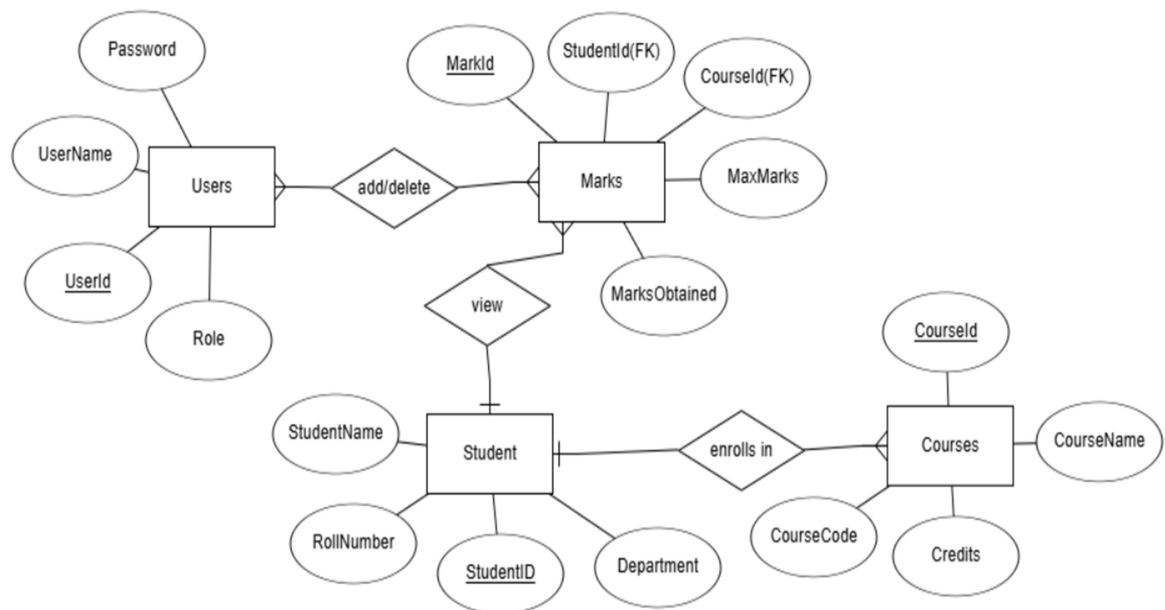 Password
MarkId
StudentId(FK)
CourseId(FK)
UserName
Users
add/delete
Marks
MaxMarks
UserId
Role
view
MarksObtained
CourseId
StudentName
Student
enrolls in
Courses
CourseName
RollNumber
StudentID
Department
CourseCode
Credits